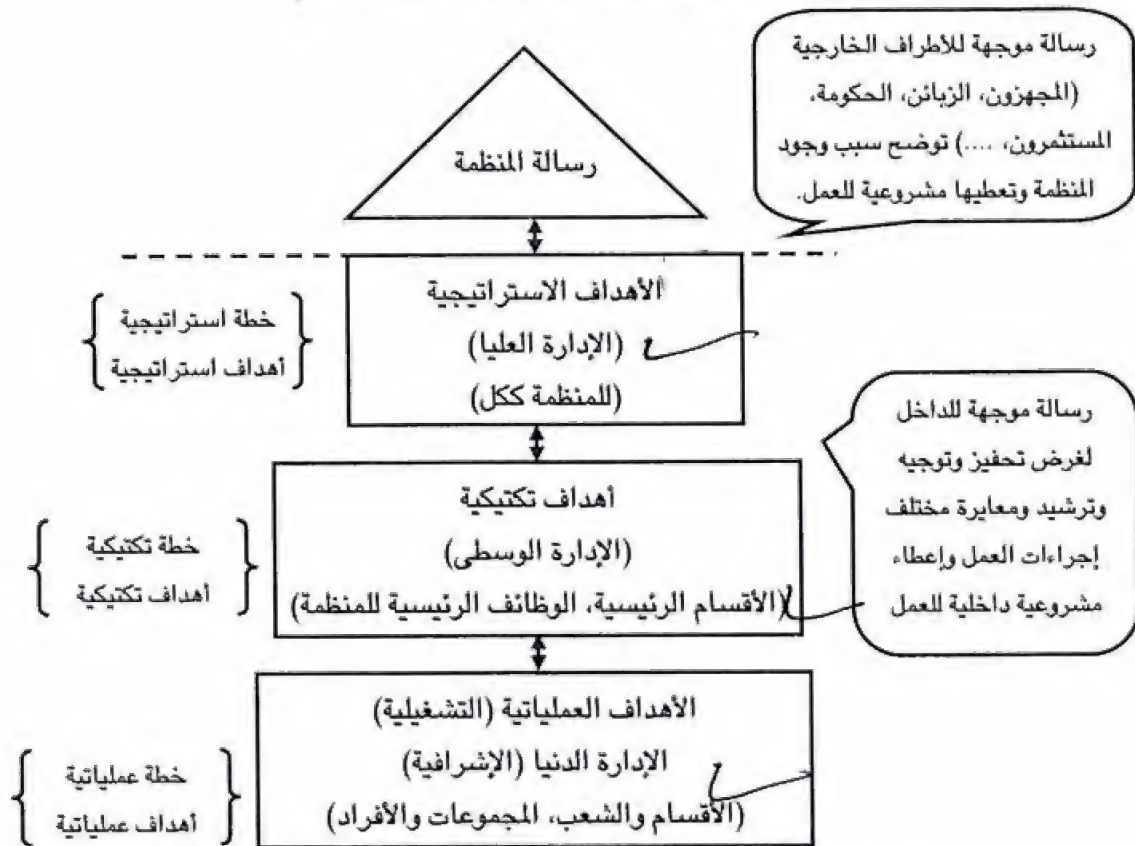 رسالة موجهة للأطراف الخارجية
(المجهزون، الزبائن، الحكومة،
المستثمرون، ....) توضح سبب وجود
المنظمة وتعطيها مشروعية للعمل.
رسالة المنظمة
الأهداف الاستراتيجية
(الإدارة العليا)
(للمنظمة ككل)
خطة استراتيجية
أهداف استراتيجية
رسالة موجهة للداخل
لغرض تحفيز وتوجيه
وترشيد ومعايرة مختلف
إجراءات العمل وإعطاء
مشروعية داخلية للعمل
أهداف تكتيكية
(الإدارة الوسطى)
(الأقسام الرئيسية، الوظائف الرئيسية للمنظمة)
خطة تكتيكية
أهداف تكتيكية
الأهداف العملياتية (التشغيلية)
الإدارة الدنيا (الإشرافية)
(الأقسام والشعب، المجموعات والأفراد)
خطة عملياتية
أهداف عملياتية